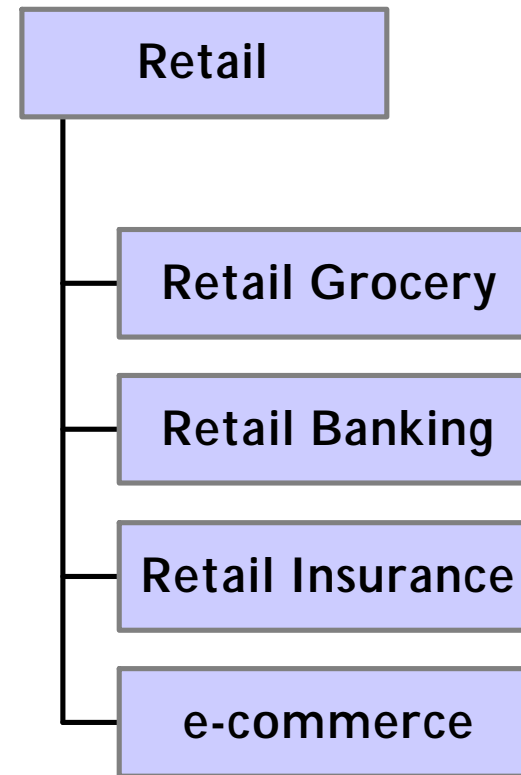 Retail
Retail Grocery
Retail Banking
Retail Insurance
e-commerce